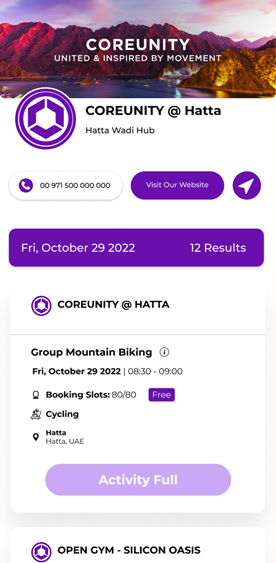 COREUNITY
UNITED & INSPIRED BY MOVEMENT
COREUNITY @ Hatta
Hatta Wadi Hub
00 971 500 000 000
Visit Our Website
Fri, October 29 2022
12 Results
COREUNITY @ HATTA
Group Mountain Biking
Fri, October 29 2022 | 08:30 - 09:00
Booking Slots: 80/80 Free
Cycling
Hatta
Hatta, UAE
Activity Full
OPEN GYM - SILICON OASIS